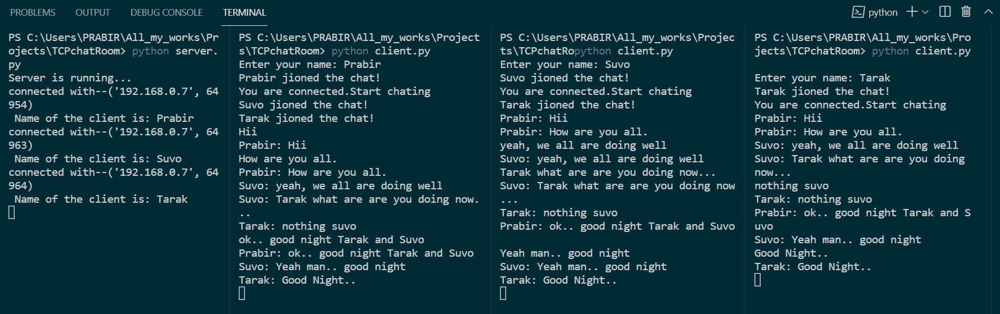 PROBLEMS OUTPUT DEBUG CONSOLE TERMINAL
python
PS C:\Users\PRABIR\All_my_works\Pr
ojects\TCPchatRoom> python server.
py
Server is running...
connected with--('192.168.0.7', 64
954)
 Name of the client is: Prabir
connected with--('192.168.0.7', 64
963)
 Name of the client is: Suvo
connected with--('192.168.0.7', 64
964)
 Name of the client is: Tarak
PS C:\Users\PRABIR\All_my_works\Project
s\TCPchatRoom> python client.py
Enter your name: Prabir
Prabir jioned the chat!
You are connected.Start chating
Suvo jioned the chat!
Tarak jioned the chat!
Hii
Prabir: Hii
How are you all.
Prabir: How are you all.
Suvo: yeah, we all are doing well
Suvo: Tarak what are are you doing now.
..
Tarak: nothing suvo
ok.. good night Tarak and Suvo
Prabir: ok.. good night Tarak and Suvo
Suvo: Yeah man.. good night
Tarak: Good Night..
PS C:\Users\PRABIR\All_my_works\Projec
ts\TCPchatRopython client.py
Enter your name: Suvo
Suvo jioned the chat!
You are connected.Start chating
Tarak jioned the chat!
Prabir: Hii
Prabir: How are you all.
yeah, we all are doing well
Suvo: yeah, we all are doing well
Tarak what are are you doing now...
Suvo: Tarak what are are you doing now
...
Tarak: nothing suvo
Prabir: ok.. good night Tarak and Suvo
Yeah man.. good night
Suvo: Yeah man.. good night
Tarak: Good Night..
PS C:\Users\PRABIR\All_my_works\Pro
jects\TCPchatRoom> python client.py
Enter your name: Tarak
Tarak jioned the chat!
You are connected.Start chating
Prabir: Hii
Prabir: How are you all.
Suvo: yeah, we all are doing well
Suvo: Tarak what are are you doing
now...
nothing suvo
Tarak: nothing suvo
Prabir: ok.. good night Tarak and S
uvo
Suvo: Yeah man.. good night
Good Night..
Tarak: Good Night..